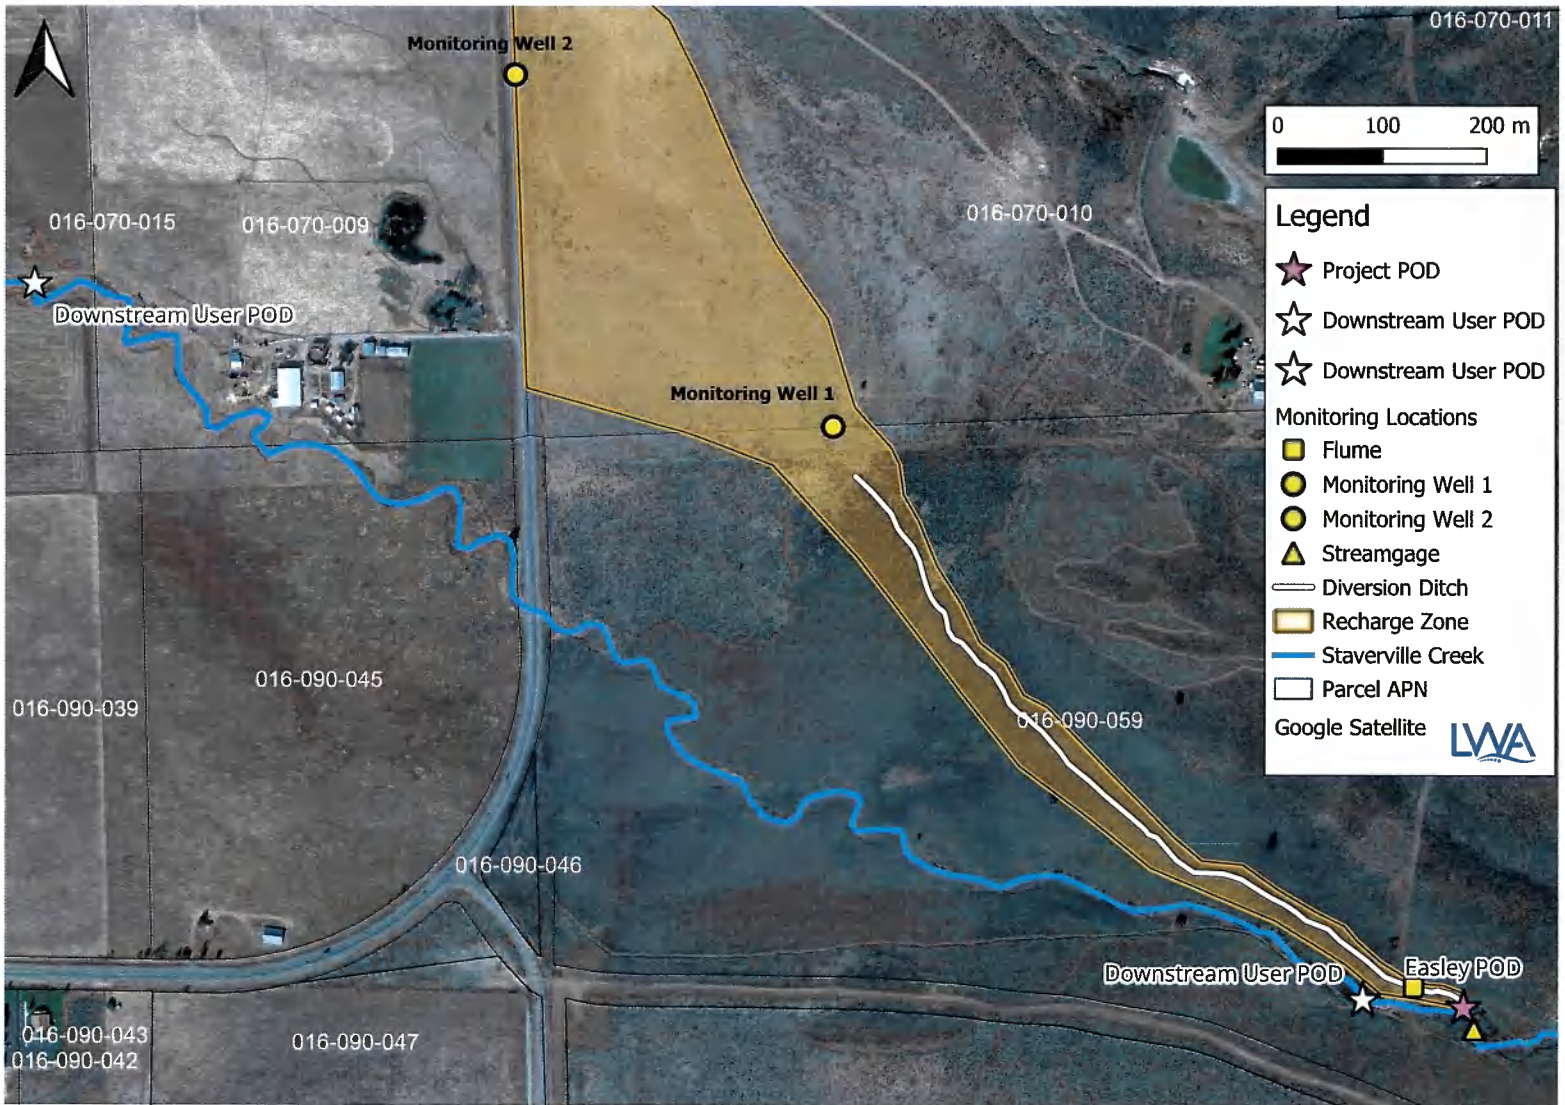 016-070-011
Monitoring Well 2
0 100 200 m
016-070-015
016-070-009
016-070-010
Downstream User POD
Monitoring Well 1
Legend
Project POD
Downstream User POD
Downstream User POD
Monitoring Locations
Flume
Monitoring Well 1
Monitoring Well 2
Streamgage
Diversion Ditch
Recharge Zone
Staverville Creek
Parcel APN
Google Satellite
LWA
016-090-045
016-090-039
016-090-059
016-090-046
Downstream User POD
Easley POD
016-090-043
016-090-042
016-090-047